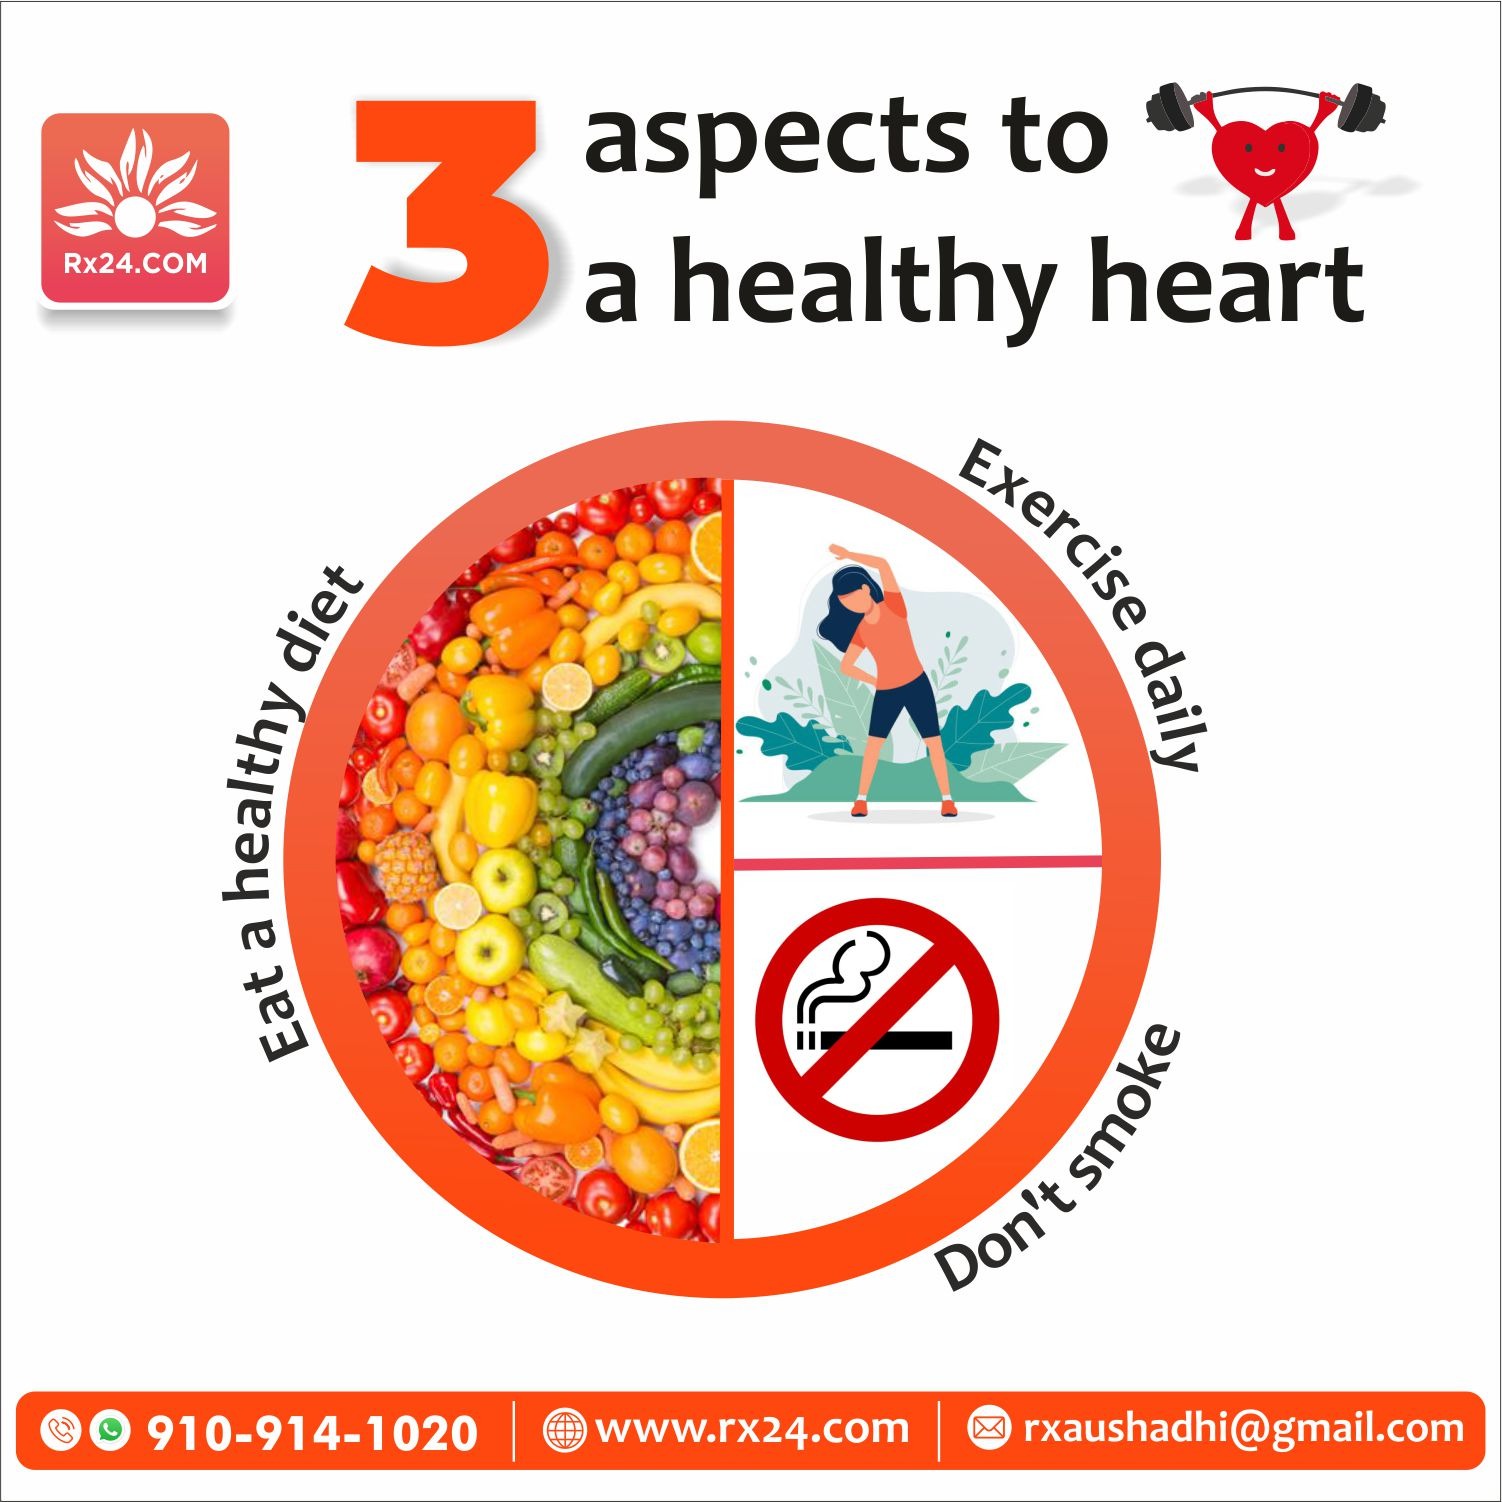 Rx24.COM
3 aspects to
a healthy heart
Eat a healthy diet
Exercise daily
Don't smoke
910-914-1020
www.rx24.com
rxaushadhi@gmail.com